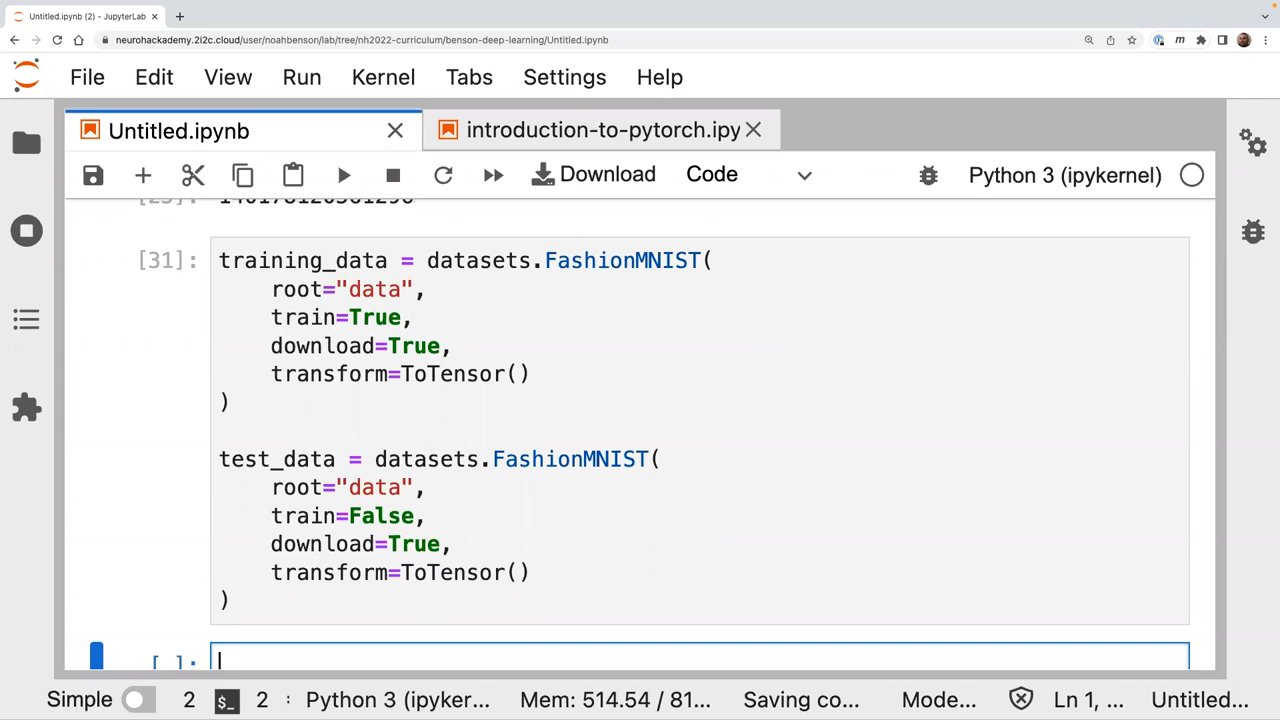 Untitled.ipynb (2) - JupyterLab
neurohackademy.2i2c.cloud/user/noahbenson/lab/tree/nh2022-curriculum/benson-deep-learning/Untitled.ipynb
File Edit View Run Kernel Tabs Settings Help
Untitled.ipynb introduction-to-pytorch.ipy
Download Code Python 3 (ipykernel)
[31]: training_data = datasets.FashionMNIST(
root="data",
train=True,
download=True,
transform=ToTensor()
)
test_data = datasets.FashionMNIST(
root="data",
train=False,
download=True,
transform=ToTensor()
)
[ ]:
Simple 2 $_ 2 : Python 3 (ipyker... Mem: 514.54 / 81... Saving co... Mode... Ln 1, ... Untitled...